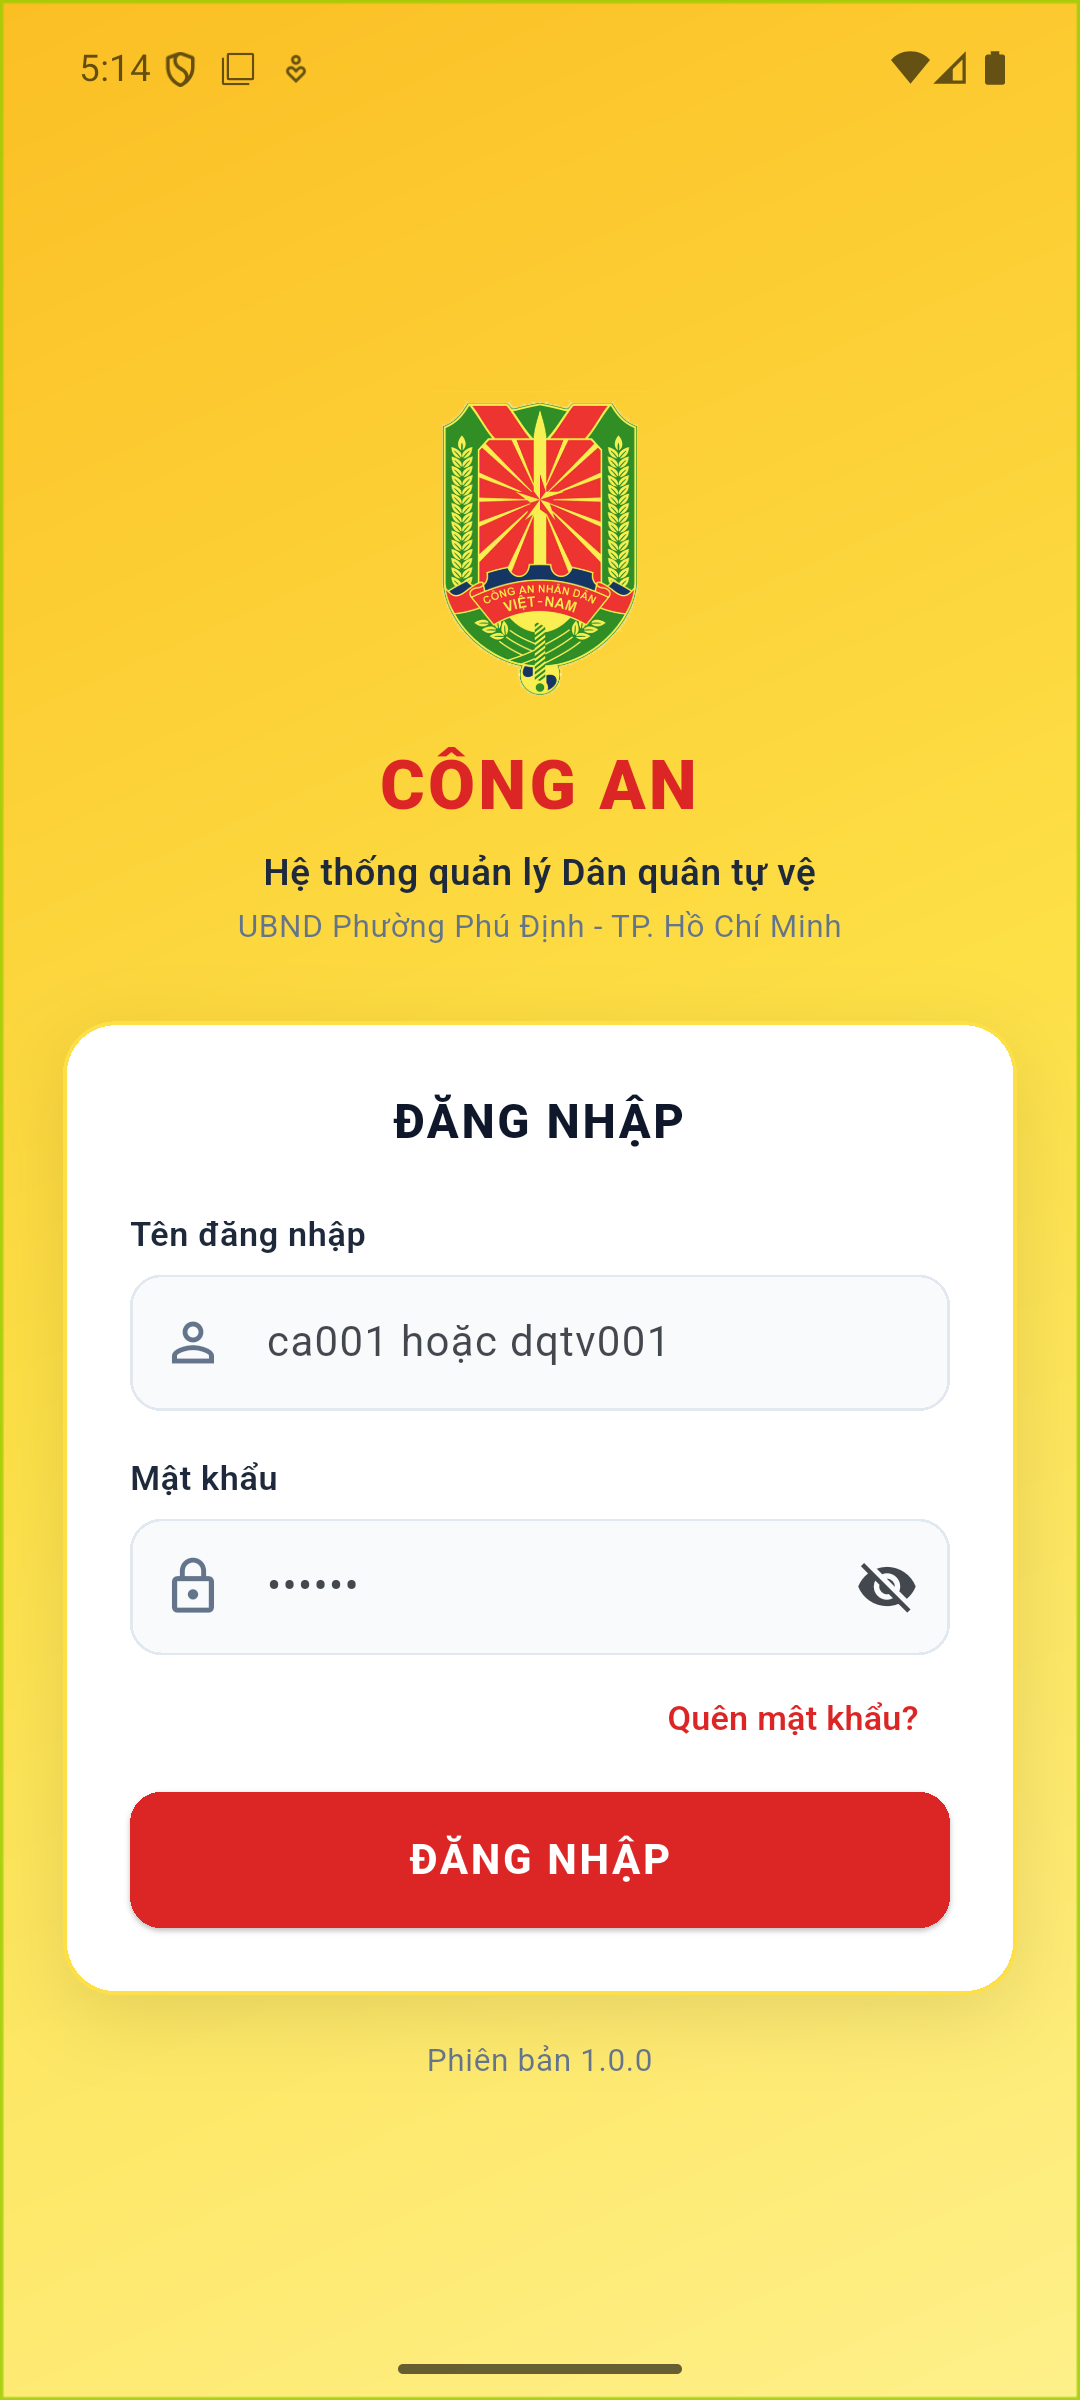 5:14
CÔNG AN NHÂN DÂN
VIỆT-NAM
CÔNG AN
Hệ thống quản lý Dân quân tự vệ
UBND Phường Phú Định - TP. Hồ Chí Minh
ĐĂNG NHẬP
Tên đăng nhập
ca001 hoặc dqtv001
Mật khẩu
••••••
Quên mật khẩu?
ĐĂNG NHẬP
Phiên bản 1.0.0